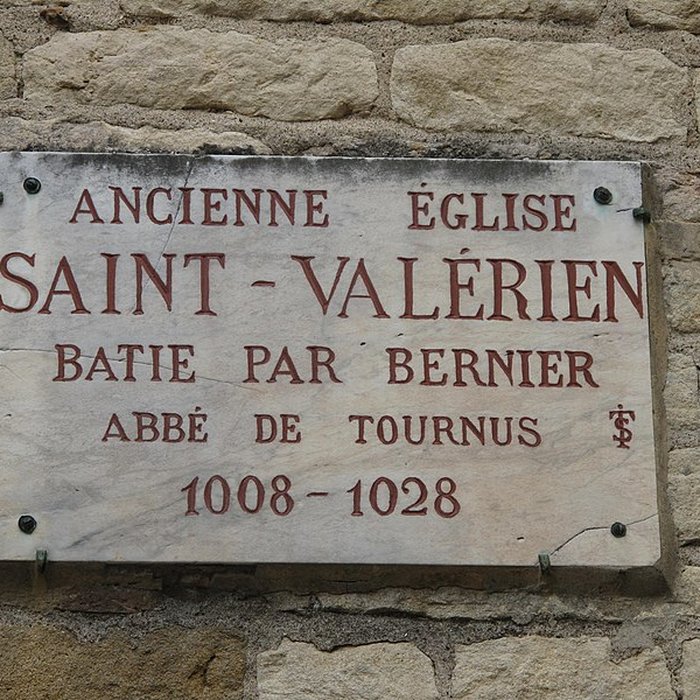 ANCIENNE ÉGLISE
SAINT-VALÉRIEN
BATIE PAR BERNIER
ABBÉ DE TOURNUS
1008-1028